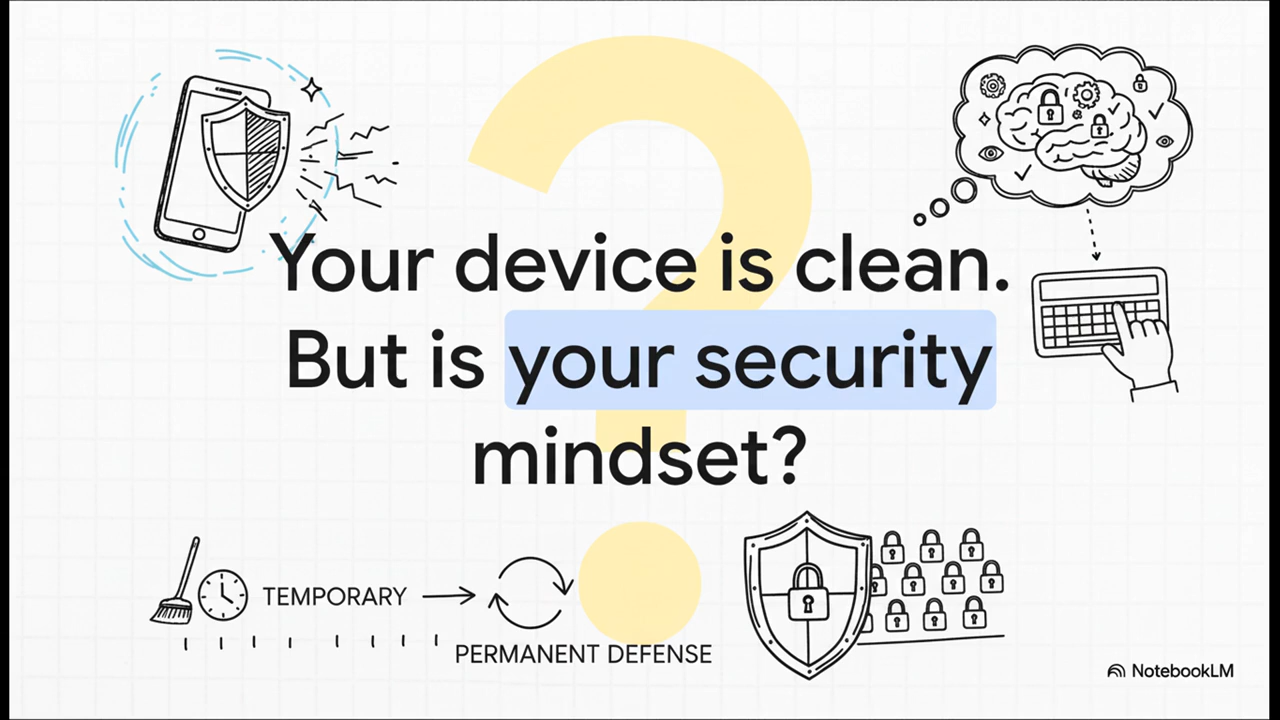 Your device is clean.
But is your security
mindset?
TEMPORARY
PERMANENT DEFENSE
NotebookLM